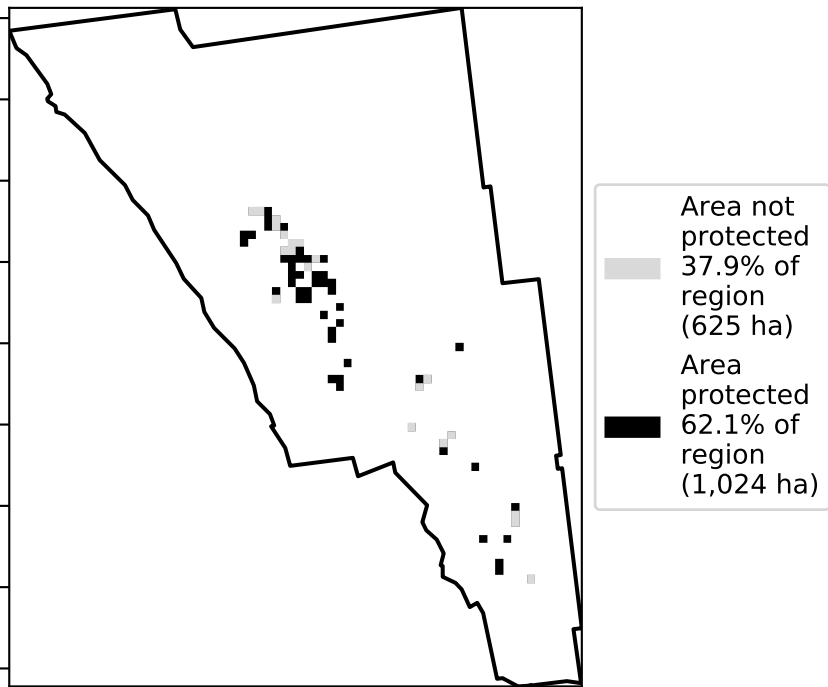 Area not
protected
37.9% of
region
(625 ha)
Area
protected
62.1% of
region
(1,024 ha)